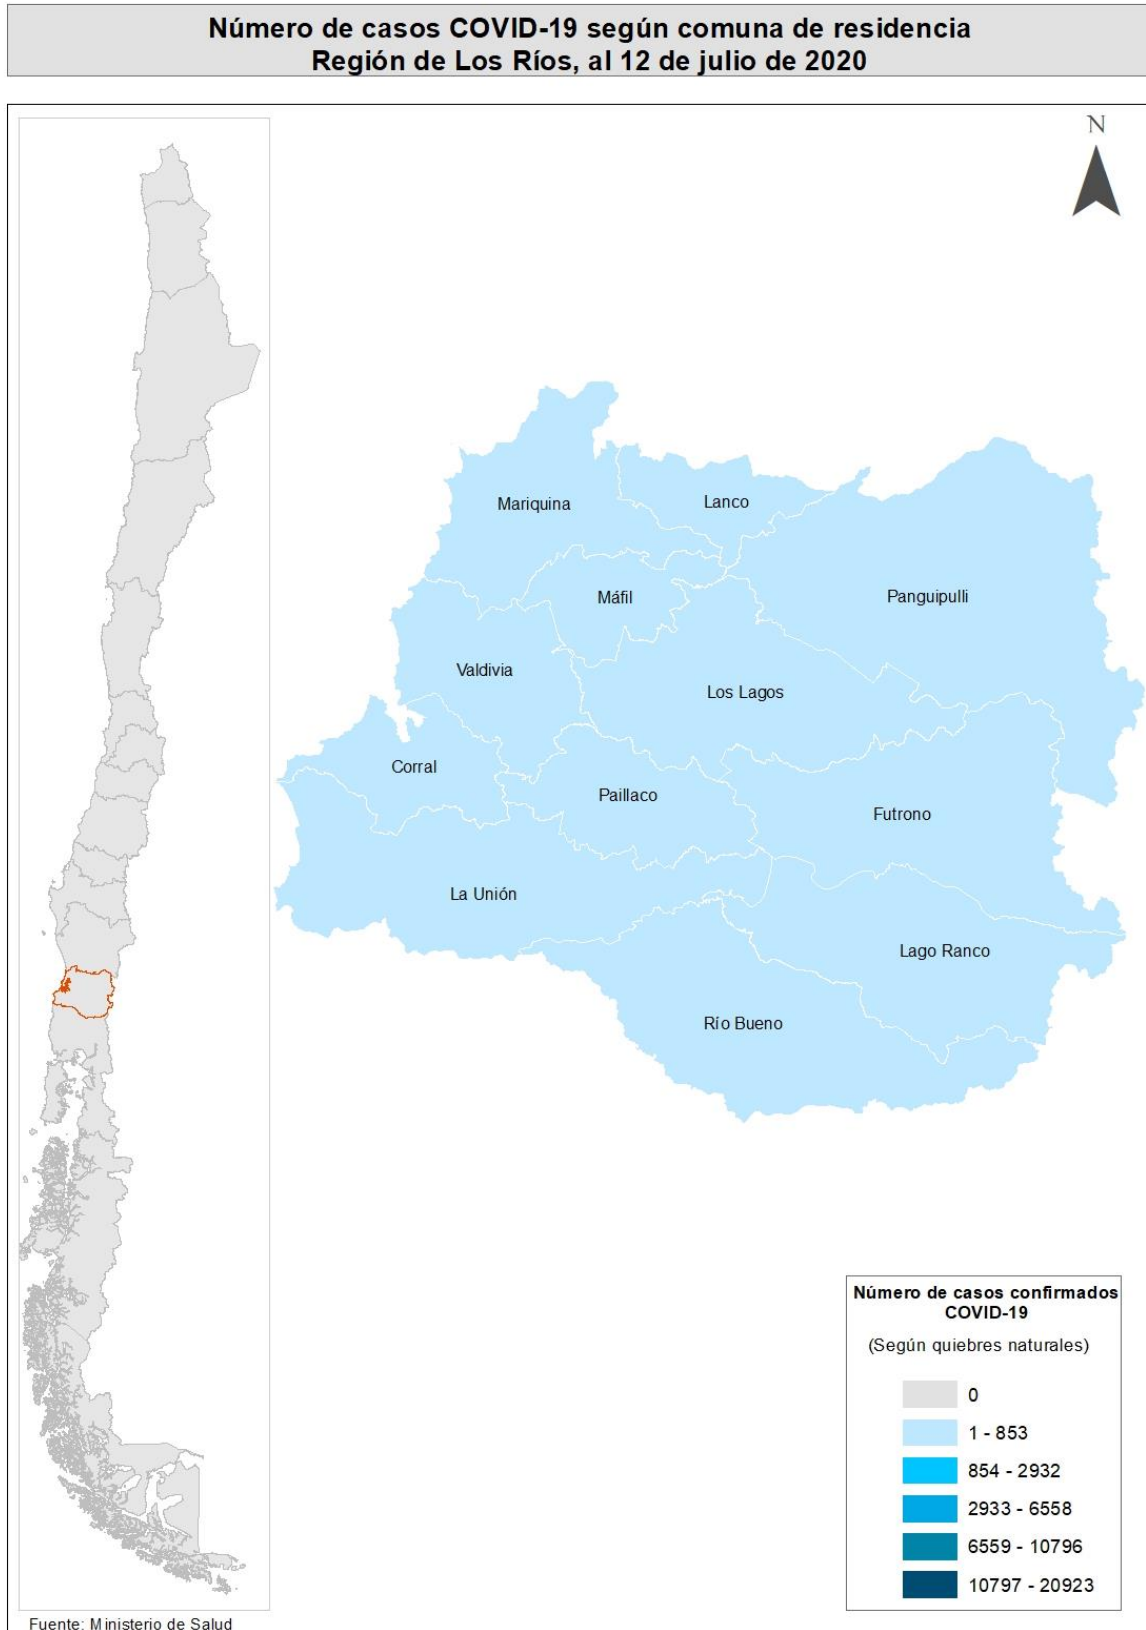 Número de casos COVID-19 según comuna de residencia
Región de Los Ríos, al 12 de julio de 2020
N
Mariquina
Lanco
Máfil
Panguipulli
Valdivia
Los Lagos
Corral
Paillaco
Futrono
La Unión
Lago Ranco
Río Bueno
Número de casos confirmados
COVID-19
(Según quiebres naturales)
0
1 - 853
854 - 2932
2933 - 6558
6559 - 10796
10797 - 20923
Fuente: Ministerio de Salud